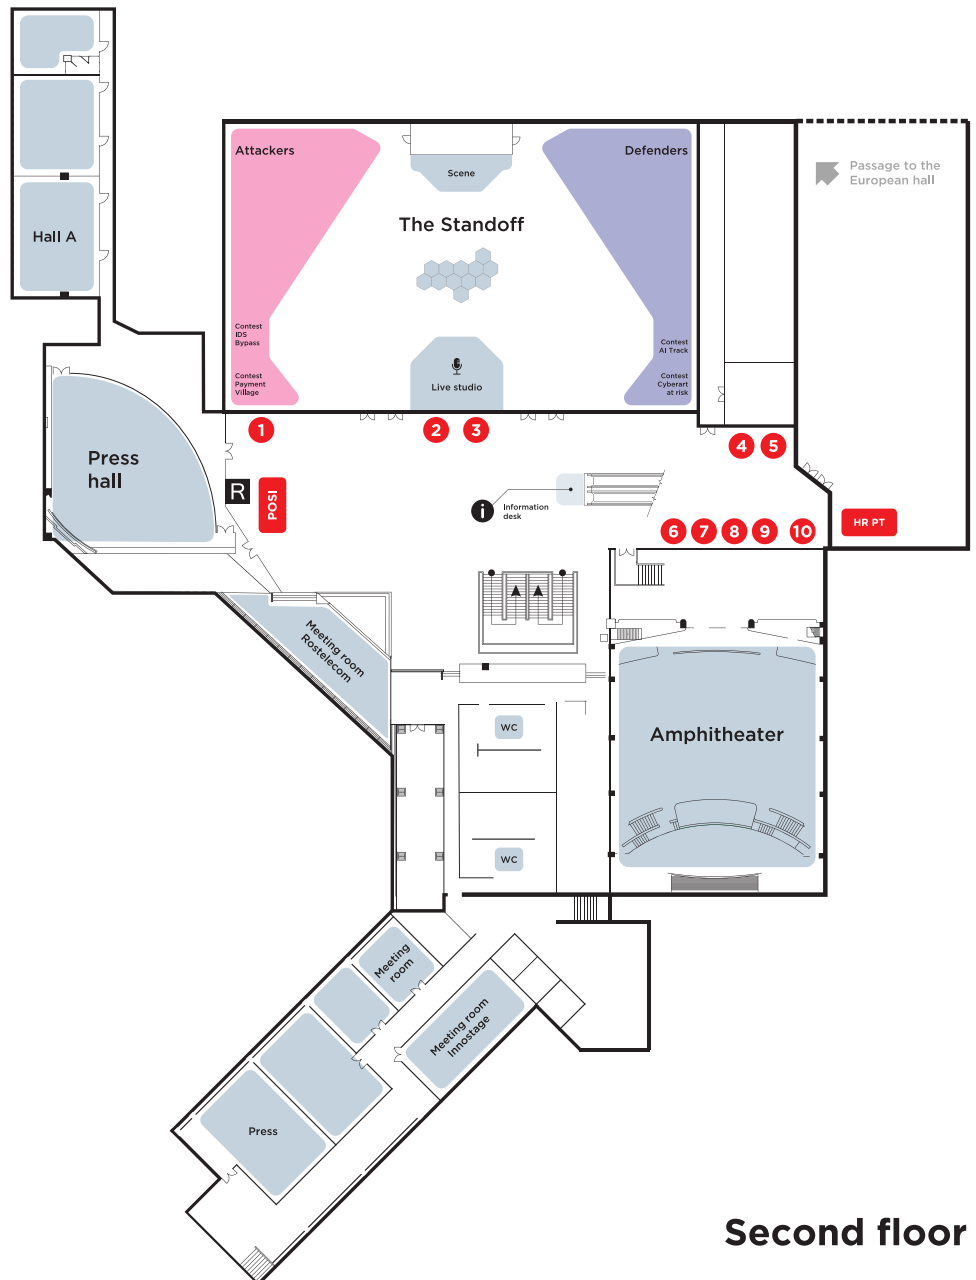 Attackers
Defenders
Scene
Passage to the
European hall
The Standoff
Hall A
Contest
IDS
Bypass
Contest
AI Track
Contest
Payment
Village
Live studio
Contest
Cyberart
at risk
1
2
3
4
5
Press
hall
R
POSI
i
Information
desk
6
7
8
9
10
HR PT
Meeting room
Rostelecom
WC
Amphitheater
WC
Meeting
room
Meeting room
Innostage
Press
Second floor